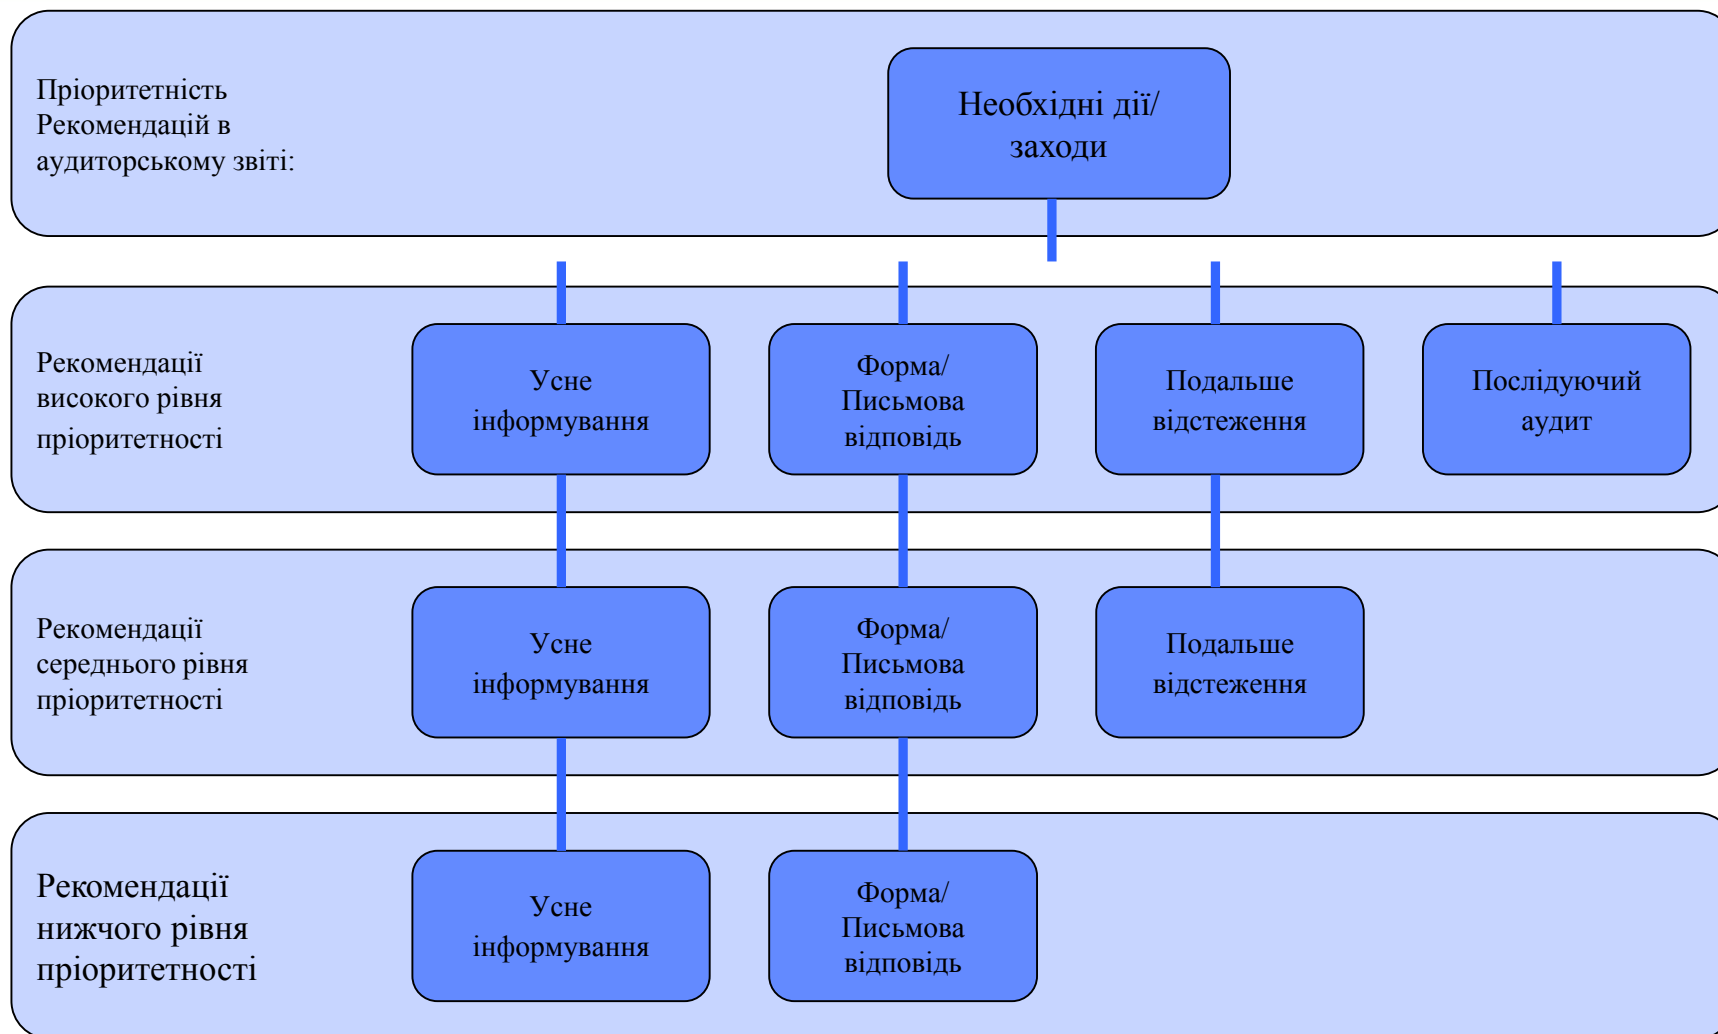 Пріоритетність
Рекомендацій в
аудиторському звіті:
Необхідні дії/
заходи
Рекомендації
високого рівня
пріоритетності
Усне
інформування
Форма/
Письмова
відповідь
Подальше
відстеження
Послідуючий
аудит
Рекомендації
середнього рівня
пріоритетності
Усне
інформування
Форма/
Письмова
відповідь
Подальше
відстеження
Рекомендації
нижчого рівня
пріоритетності
Усне
інформування
Форма/
Письмова
відповідь